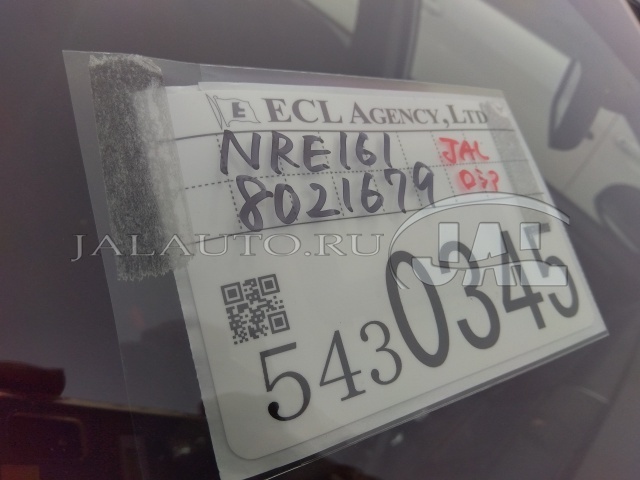 E ECL AGENCY, LTD
NRE161 JAL
8021679
JALAUTO.RU JAL
5430345